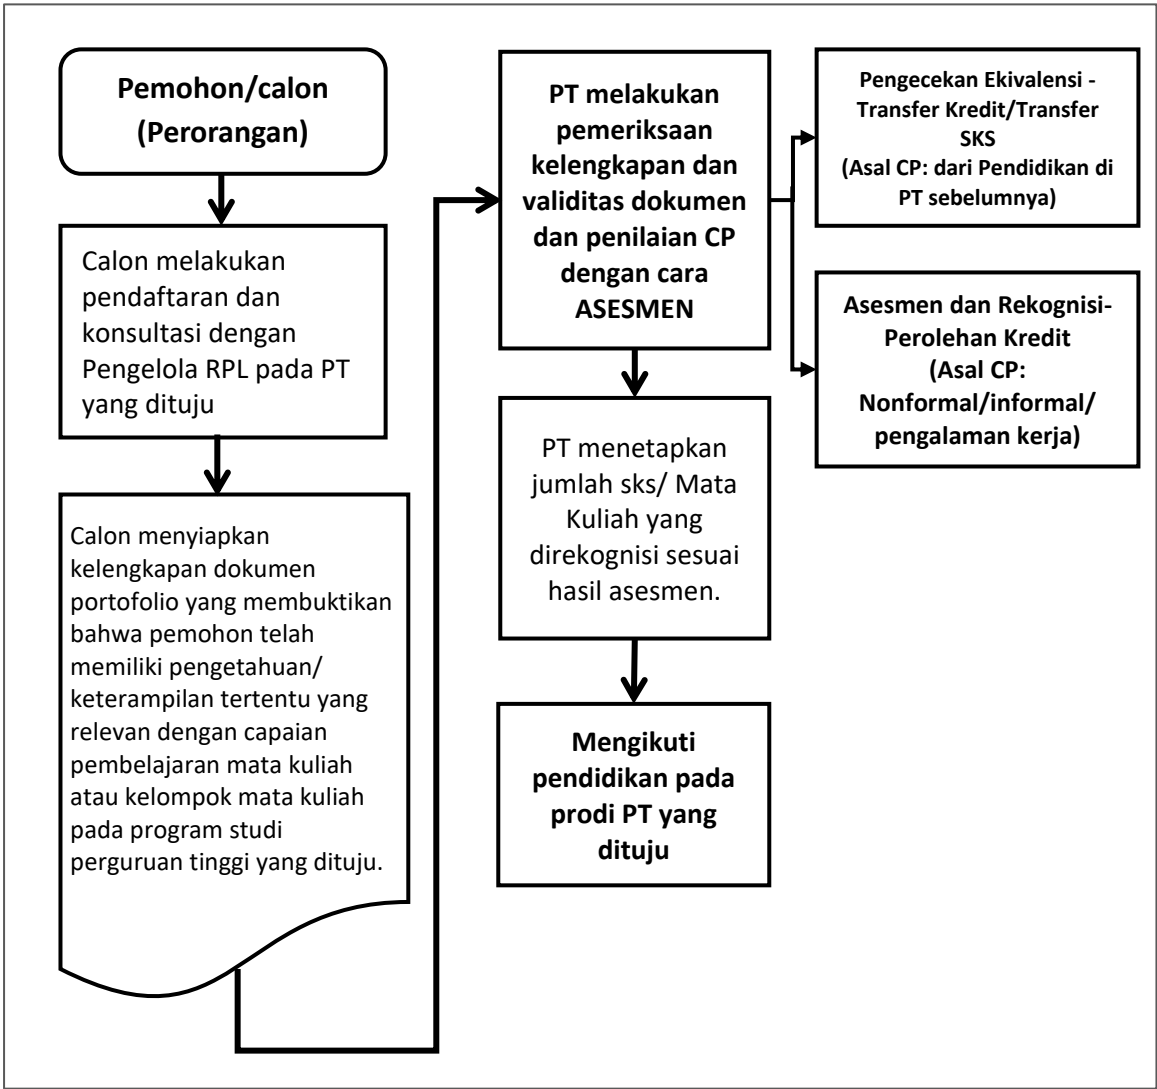 Pemohon/calon
(Perorangan)
Calon melakukan
pendaftaran dan
konsultasi dengan
Pengelola RPL pada PT
yang dituju
Calon menyiapkan
kelengkapan dokumen
portofolio yang membuktikan
bahwa pemohon telah
memiliki pengetahuan/
keterampilan tertentu yang
relevan dengan capaian
pembelajaran mata kuliah
atau kelompok mata kuliah
pada program studi
perguruan tinggi yang dituju.
PT melakukan
pemeriksaan
kelengkapan dan
validitas dokumen
dan penilaian CP
dengan cara
ASESMEN
Pengecekan Ekivalensi -
Transfer Kredit/Transfer
SKS
(Asal CP: dari Pendidikan di
PT sebelumnya)
Asesmen dan Rekognisi-
Perolehan Kredit
(Asal CP:
Nonformal/informal/
pengalaman kerja)
PT menetapkan
jumlah sks/ Mata
Kuliah yang
direkognisi sesuai
hasil asesmen.
Mengikuti
pendidikan pada
prodi PT yang
dituju